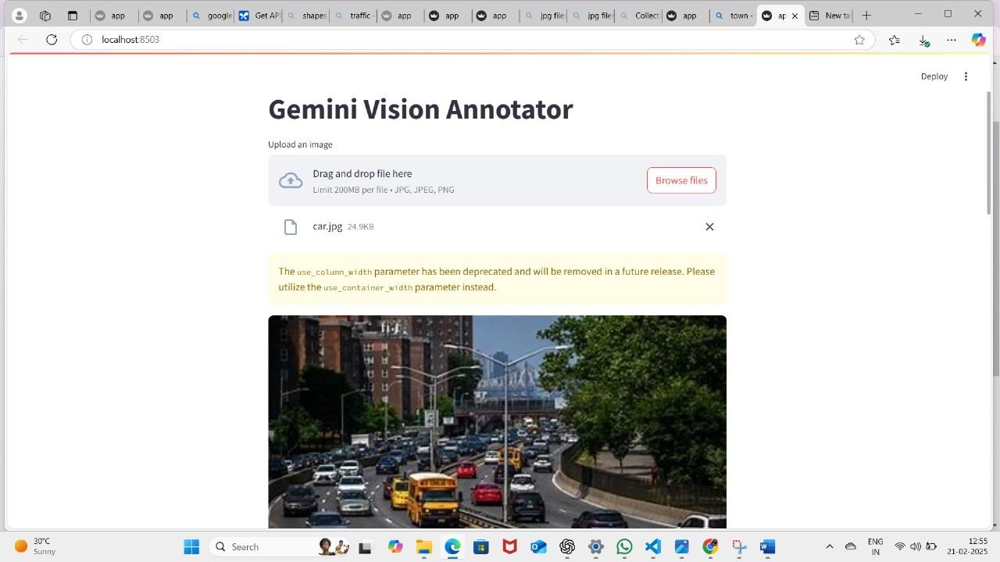 app
app
google
Get API
shapes
traffic -
app
app
app
jpg file
jpg file
Collect
app
town -
ap
New ta
localhost:8503
Deploy
Gemini Vision Annotator
Upload an image
Drag and drop file here
Limit 200MB per file • JPG, JPEG, PNG
Browse files
car.jpg 24.9KB
The use_column_width parameter has been deprecated and will be removed in a future release. Please
utilize the use_container_width parameter instead.
30°C
Sunny
Search
ENG
IN
12:55
21-02-2025